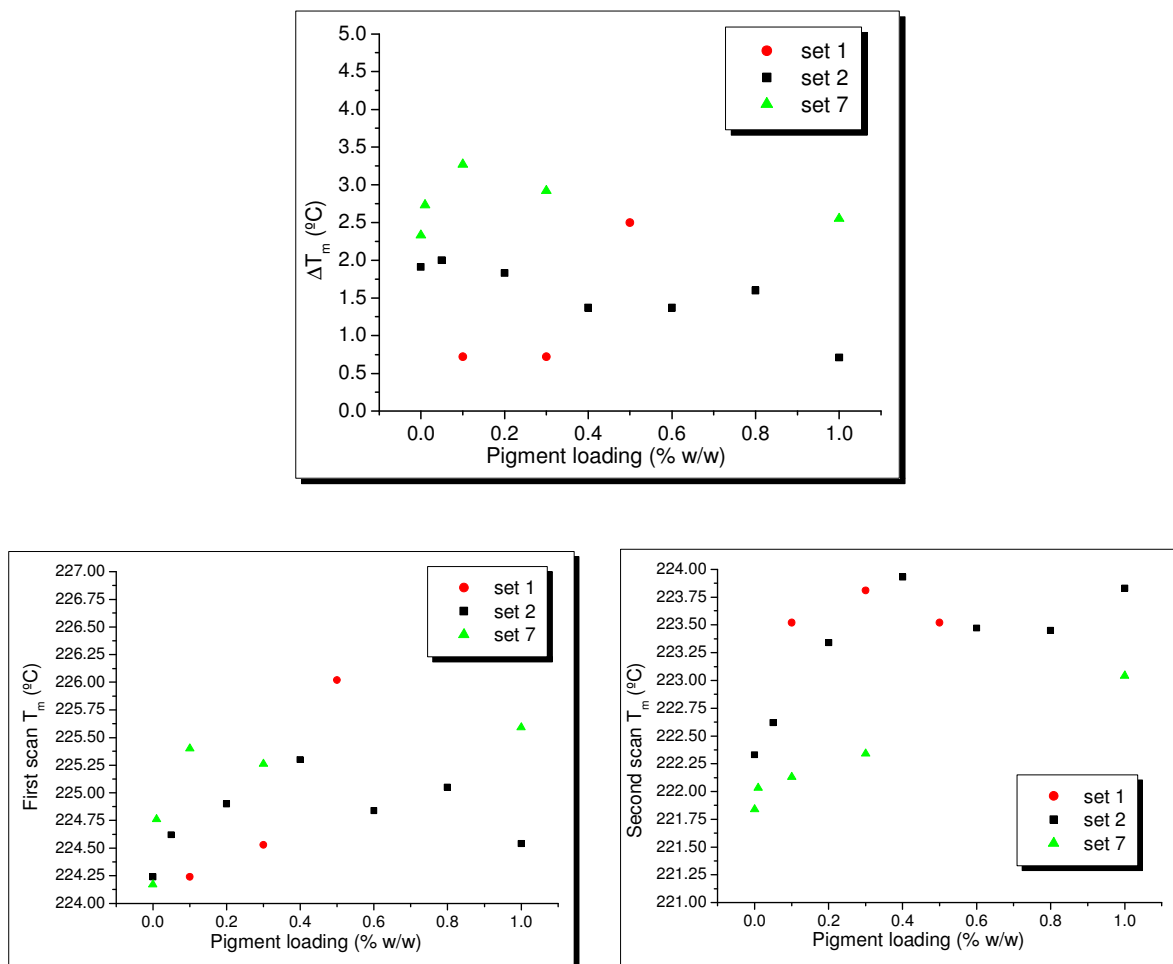 5.0
4.5
4.0
3.5
3.0
2.5
2.0
1.5
1.0
0.5
0.0
ΔTm (ºC)
set 1
set 2
set 7
0.0 0.2 0.4 0.6 0.8 1.0
Pigment loading (% w/w)
227.00
226.75
226.50
226.25
226.00
225.75
225.50
225.25
225.00
224.75
224.50
224.25
224.00
First scan Tm (ºC)
set 1
set 2
set 7
0.0 0.2 0.4 0.6 0.8 1.0
Pigment loading (% w/w)
224.00
223.75
223.50
223.25
223.00
222.75
222.50
222.25
222.00
221.75
221.50
221.25
221.00
Second scan Tm (ºC)
set 1
set 2
set 7
0.0 0.2 0.4 0.6 0.8 1.0
Pigment loading (% w/w)